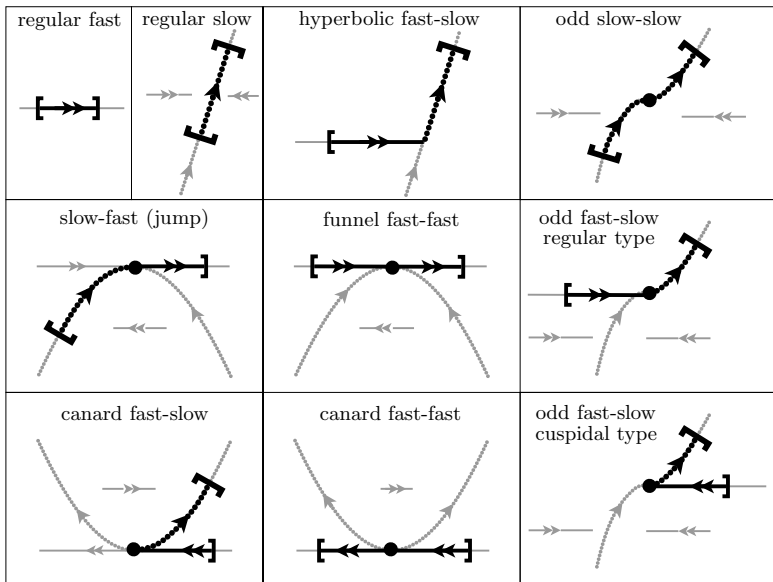 regular fast
regular slow
hyperbolic fast-slow
odd slow-slow
slow-fast (jump)
funnel fast-fast
odd fast-slow
regular type
canard fast-slow
canard fast-fast
odd fast-slow
cuspidal type